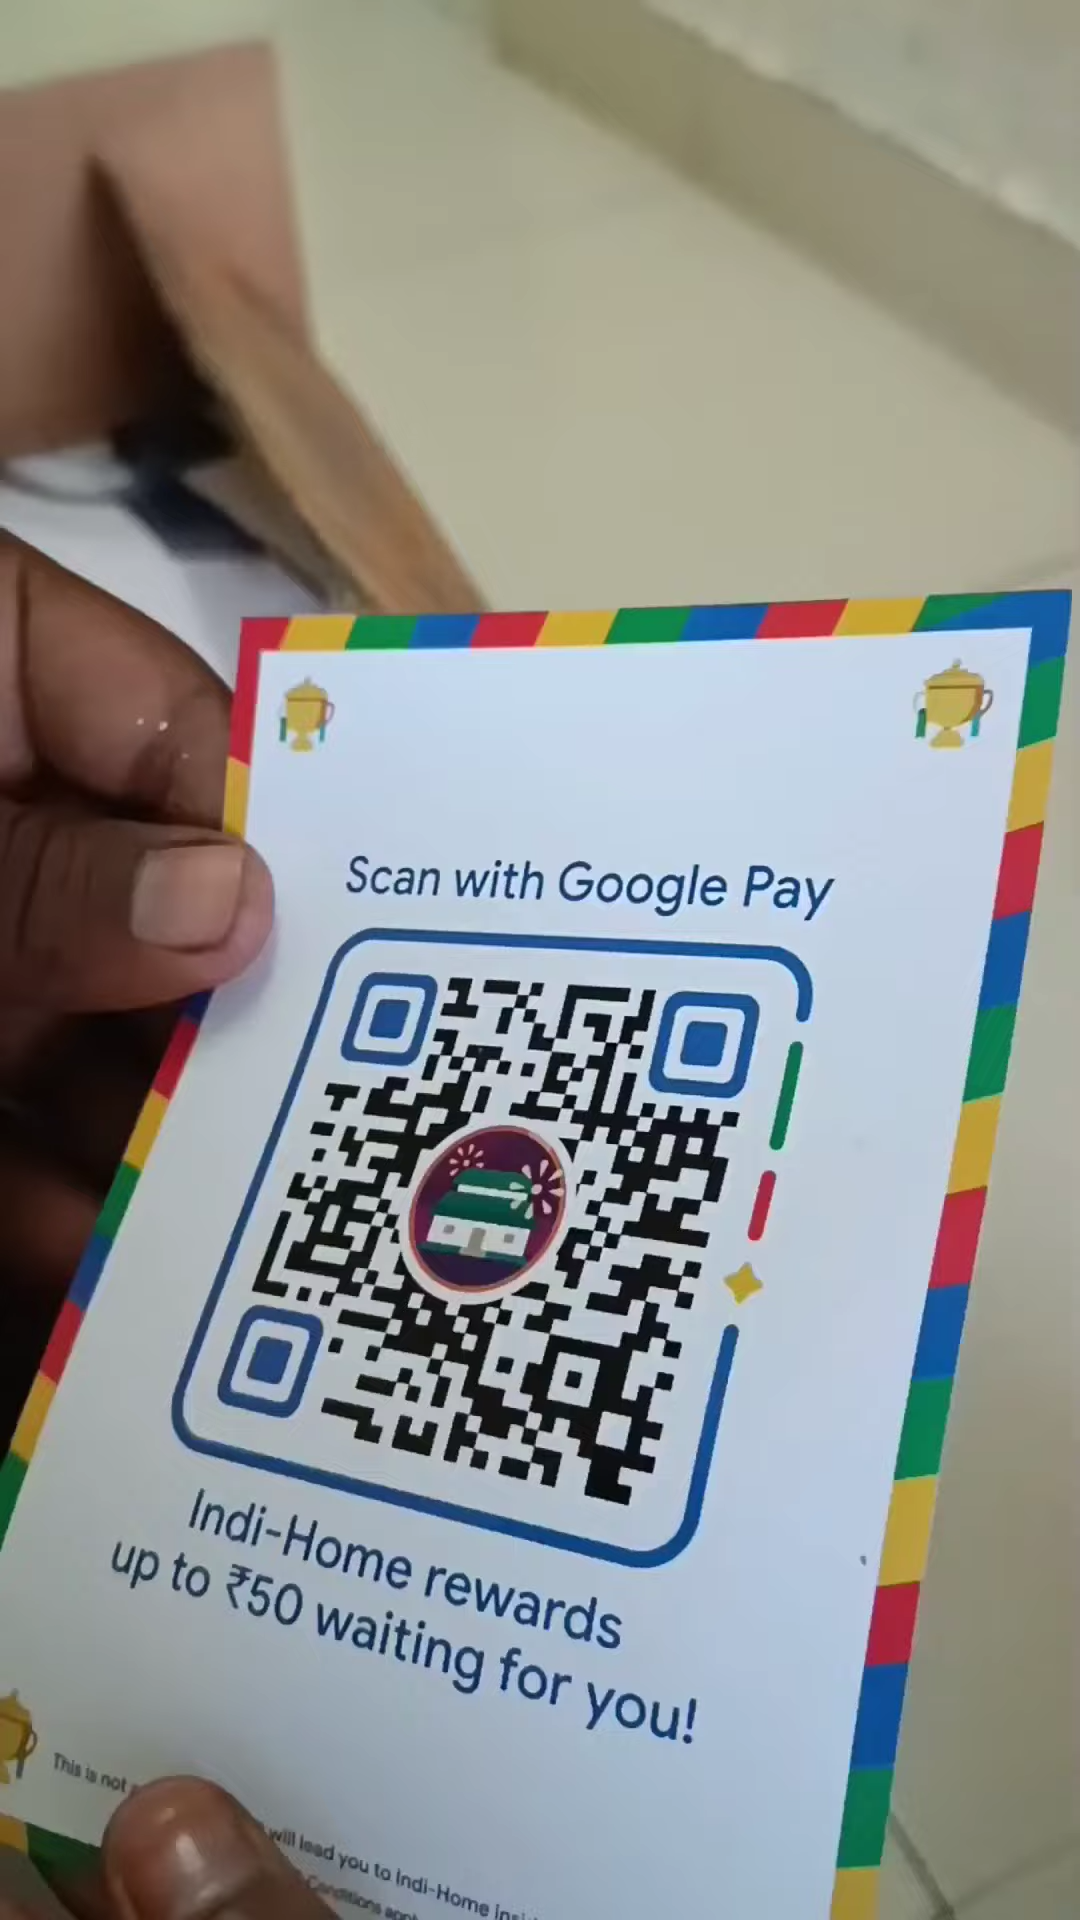 Scan with Google Pay
Indi-Home rewards
up to ₹50 waiting for you!
This is not
will lead you to Indi-Home
Conditions